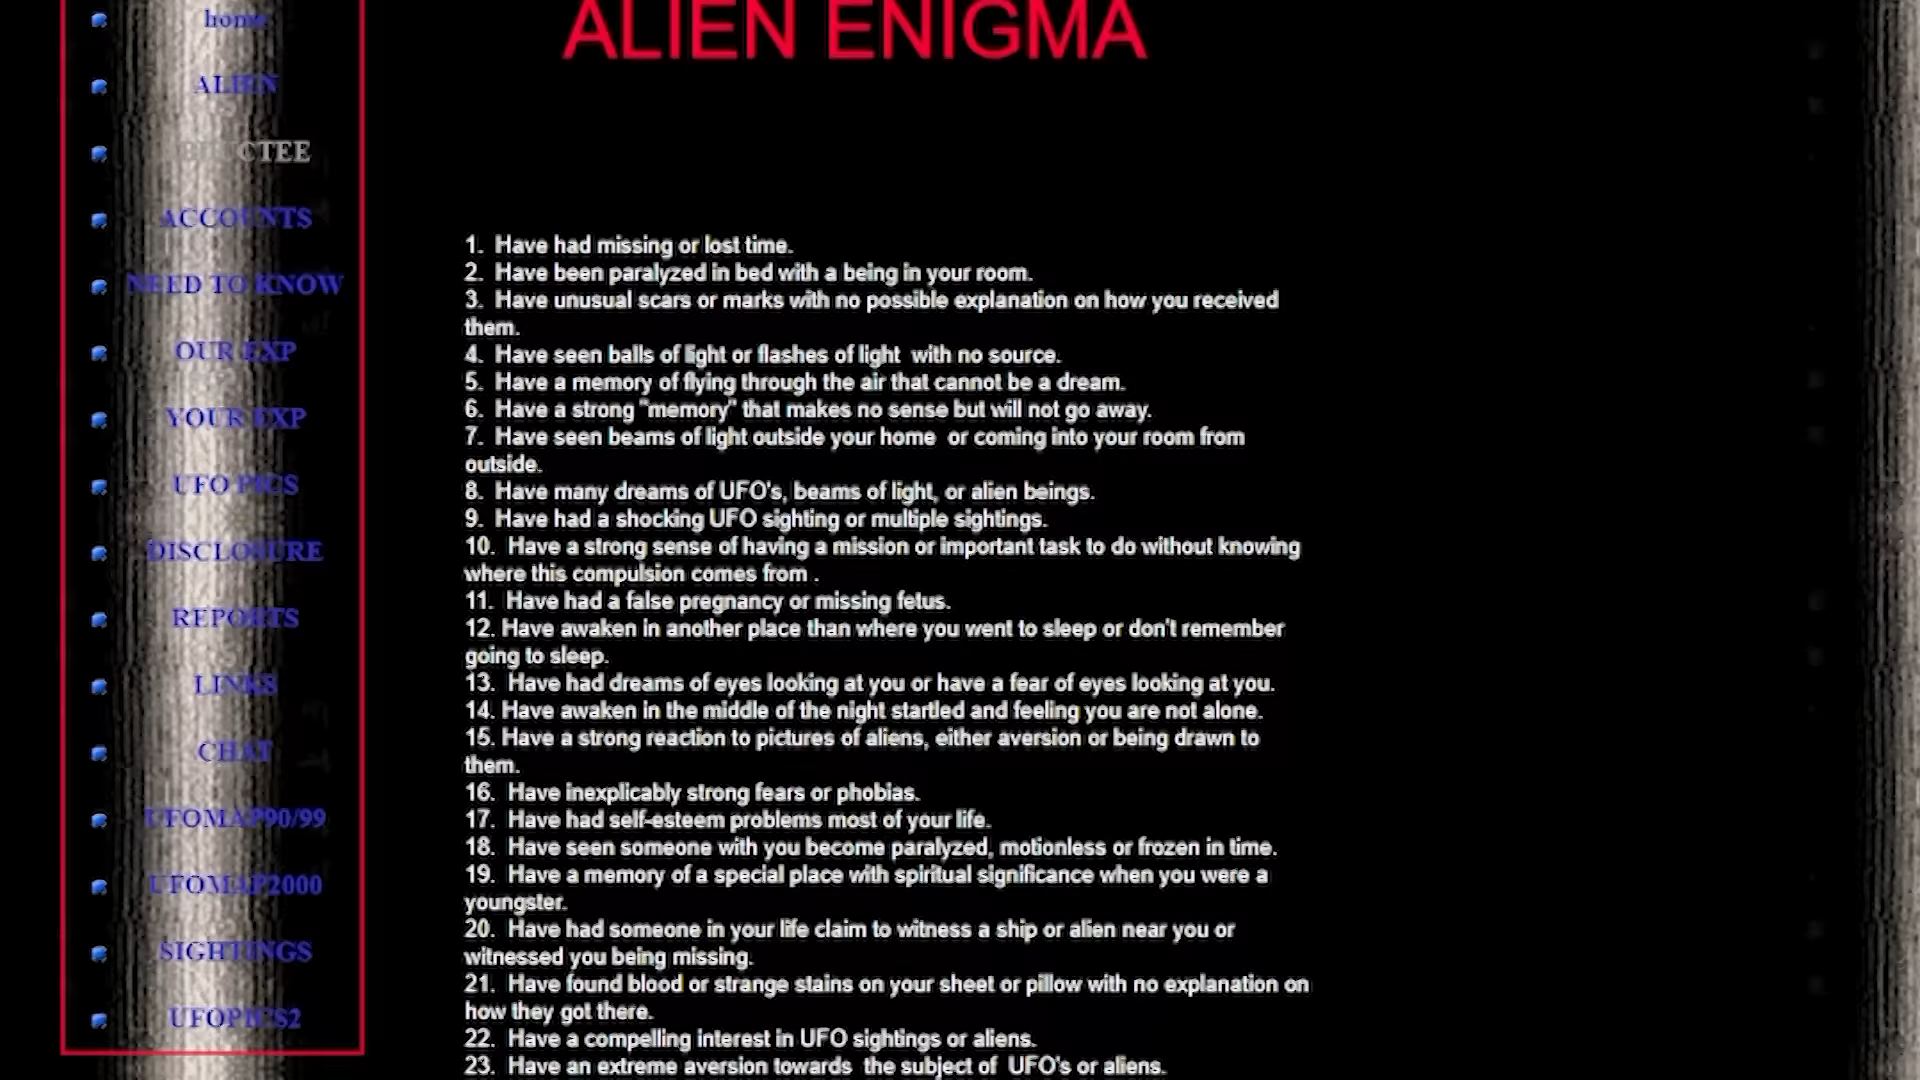 home
ALIEN
ABDUCTEE
ACCOUNTS
NEED TO KNOW
OUR EXP
YOUR EXP
UFO PICS
DISCLOSURE
REPORTS
LINKS
CHAT
UFOMAP90/99
UFOMAP2000
SIGHTINGS
UFOPICS2
ALIEN ENIGMA
1. Have had missing or lost time.
2. Have been paralyzed in bed with a being in your room.
3. Have unusual scars or marks with no possible explanation on how you received
them.
4. Have seen balls of light or flashes of light with no source.
5. Have a memory of flying through the air that cannot be a dream.
6. Have a strong "memory" that makes no sense but will not go away.
7. Have seen beams of light outside your home or coming into your room from
outside.
8. Have many dreams of UFO's, beams of light, or alien beings.
9. Have had a shocking UFO sighting or multiple sightings.
10. Have a strong sense of having a mission or important task to do without knowing
where this compulsion comes from .
11. Have had a false pregnancy or missing fetus.
12. Have awaken in another place than where you went to sleep or don't remember
going to sleep.
13. Have had dreams of eyes looking at you or have a fear of eyes looking at you.
14. Have awaken in the middle of the night startled and feeling you are not alone.
15. Have a strong reaction to pictures of aliens, either aversion or being drawn to
them.
16. Have inexplicably strong fears or phobias.
17. Have had self-esteem problems most of your life.
18. Have seen someone with you become paralyzed, motionless or frozen in time.
19. Have a memory of a special place with spiritual significance when you were a
youngster.
20. Have had someone in your life claim to witness a ship or alien near you or
witnessed you being missing.
21. Have found blood or strange stains on your sheet or pillow with no explanation on
how they got there.
22. Have a compelling interest in UFO sightings or aliens.
23. Have an extreme aversion towards the subject of UFO's or aliens.